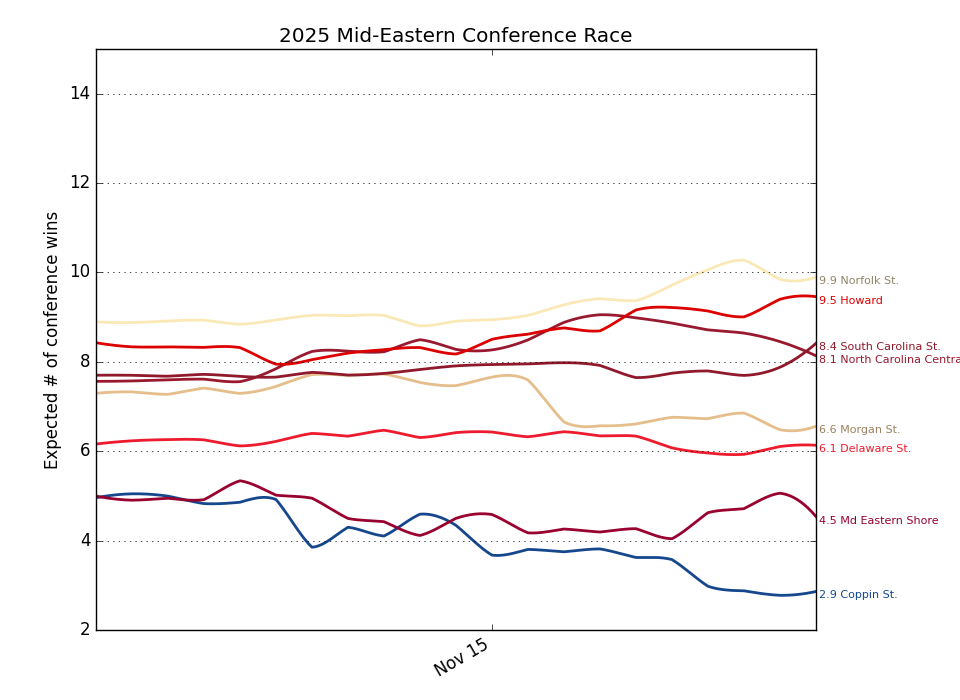 2025 Mid-Eastern Conference Race
Expected # of conference wins
14
12
10
8
6
4
2
Nov 15
9.9 Norfolk St.
9.5 Howard
8.4 South Carolina St.
8.1 North Carolina Centra
6.6 Morgan St.
6.1 Delaware St.
4.5 Md Eastern Shore
2.9 Coppin St.